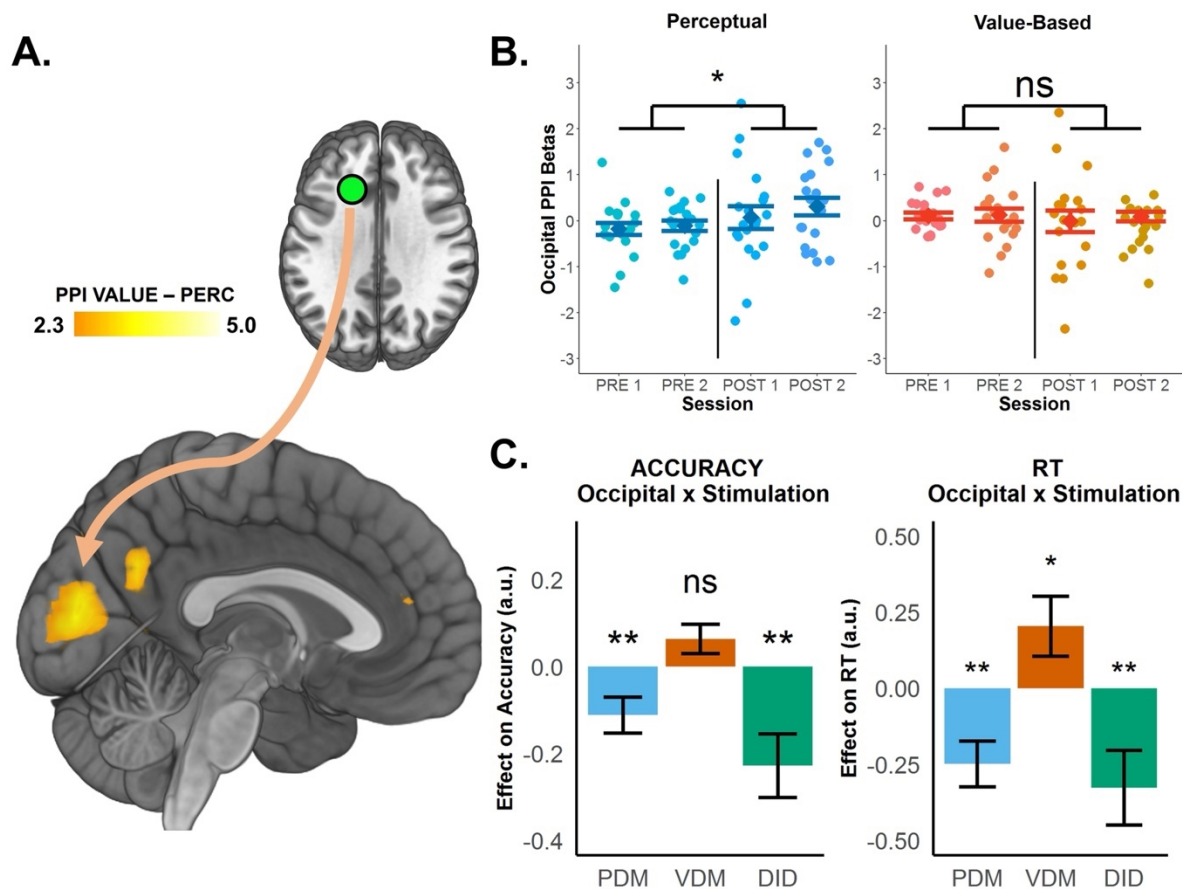 A.
PPI VALUE – PERC
2.3 5.0
B.
Perceptual
Value-Based
Occipital PPI Betas
3
2
1
0
-1
-2
-3
*
PRE 1 PRE 2 POST 1 POST 2
Session
3
2
1
0
-1
-2
-3
ns
PRE 1 PRE 2 POST 1 POST 2
Session
C.
ACCURACY
Occipital x Stimulation
Effect on Accuracy (a.u.)
0.2
0.0
-0.2
-0.4
** ns **
PDM VDM DID
RT
Occipital x Stimulation
Effect on RT (a.u.)
0.50
0.25
0.00
-0.25
-0.50
** * **
PDM VDM DID